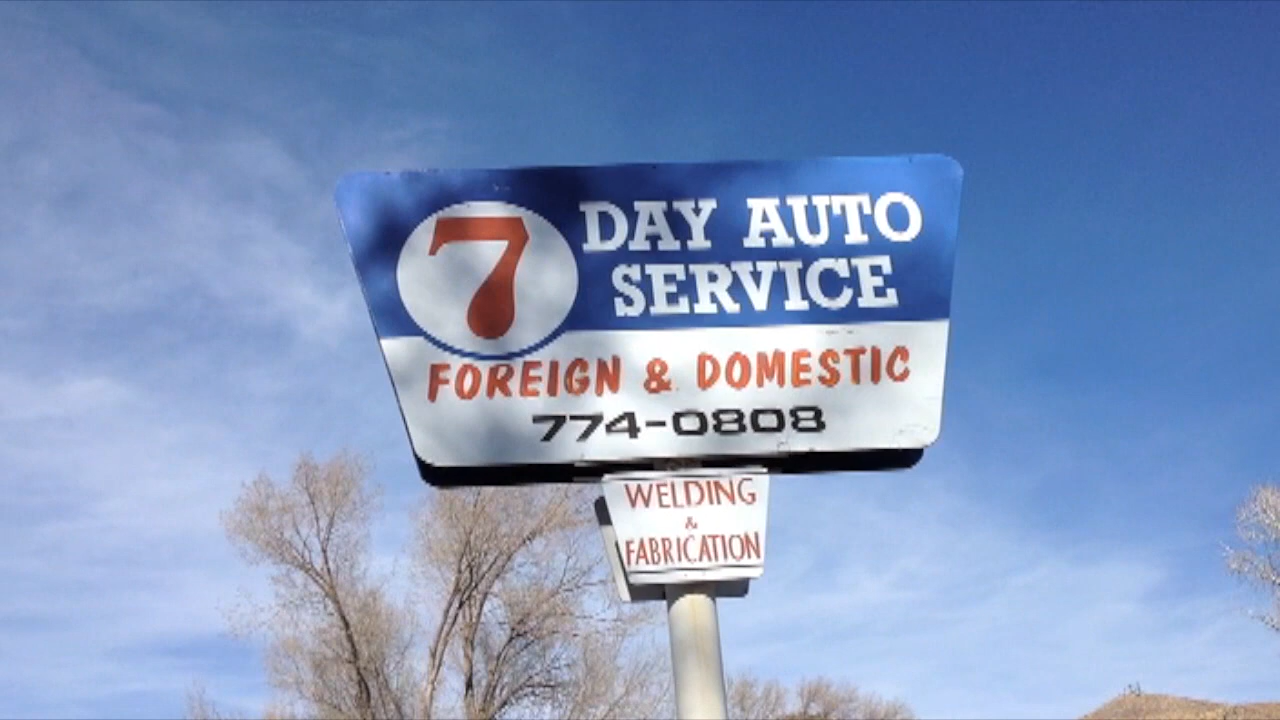 7
DAY AUTO
SERVICE
FOREIGN & DOMESTIC
774-0808
WELDING
&
FABRICATION